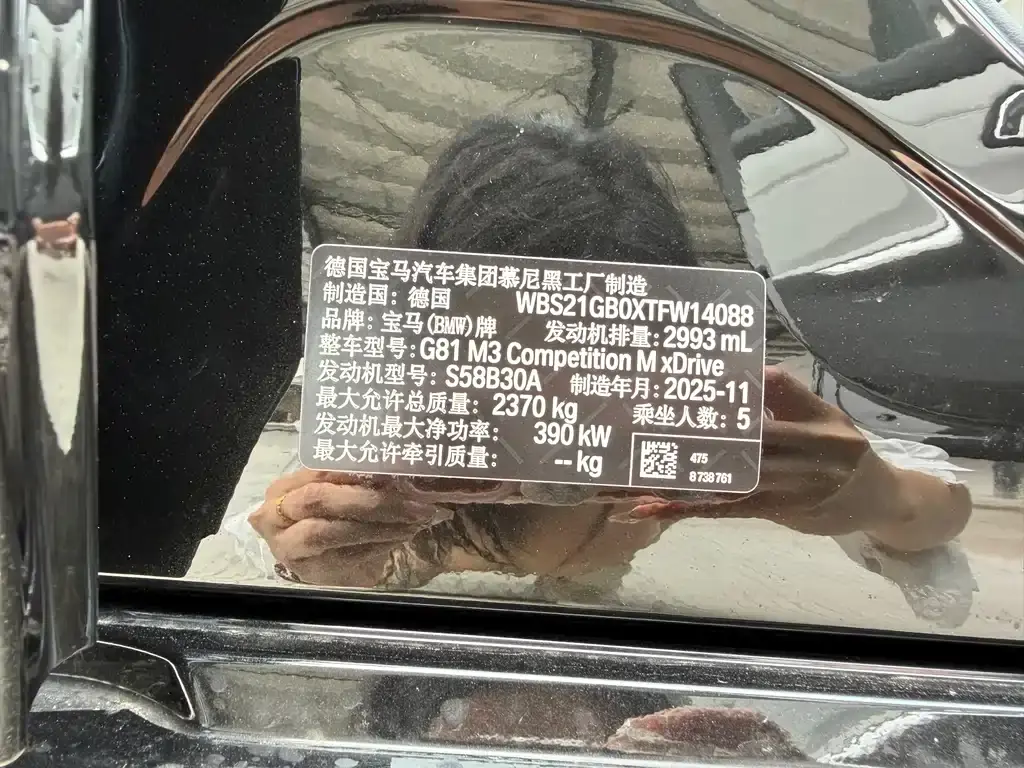 德国宝马汽车集团慕尼黑工厂制造
制造国：德国 WBS21GB0XTFW14088
品牌：宝马(BMW)牌 发动机排量：2993 mL
整车型号：G81 M3 Competition M xDrive
发动机型号：S58B30A 制造年月：2025-11
最大允许总质量：2370 kg 乘坐人数：5
发动机最大净功率：390 kW
最大允许牵引质量：-- kg
475
8738761